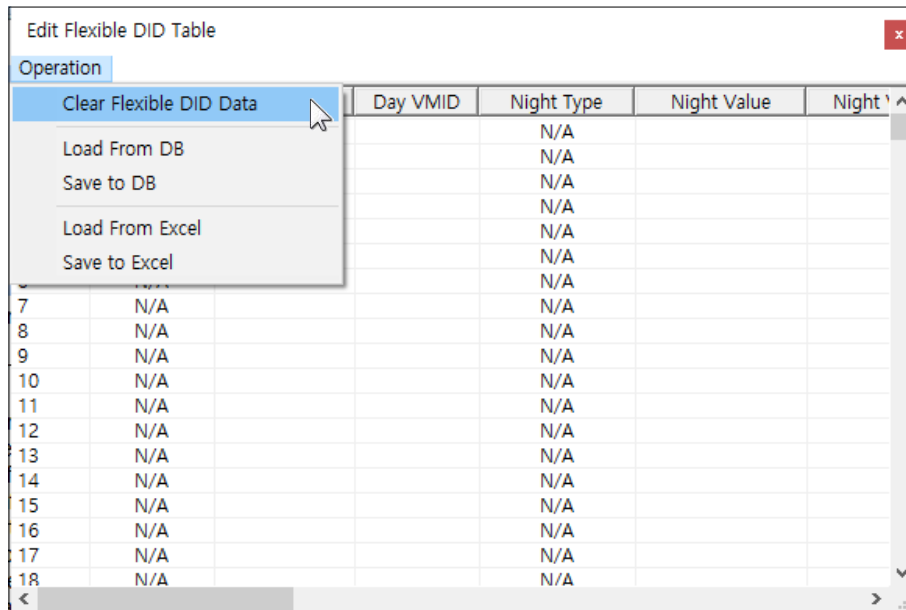 Edit Flexible DID Table
x
Operation
Clear Flexible DID Data
Load From DB
Save to DB
Load From Excel
Save to Excel
Day VMID Night Type Night Value Night
N/A
N/A
N/A
N/A
N/A
N/A
N/A
7 N/A N/A
8 N/A N/A
9 N/A N/A
10 N/A N/A
11 N/A N/A
12 N/A N/A
13 N/A N/A
14 N/A N/A
15 N/A N/A
16 N/A N/A
17 N/A N/A
18 N/A N/A